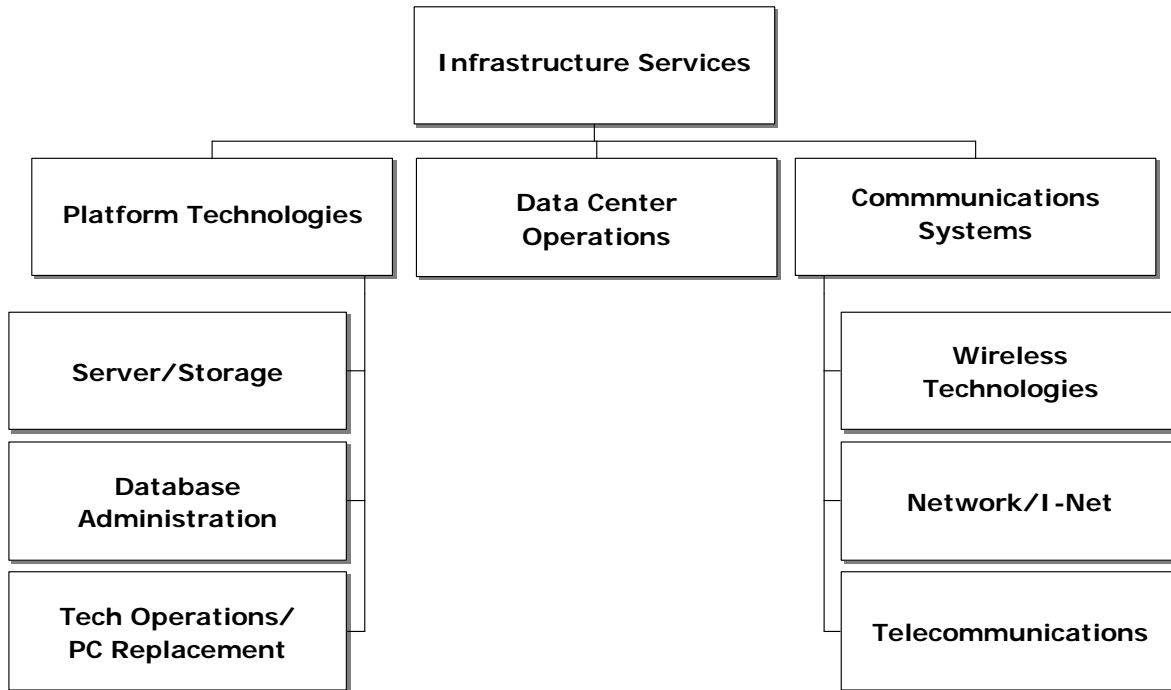 Infrastructure Services
Platform Technologies
Data Center
Operations
Commmunications
Systems
Server/Storage
Database
Administration
Tech Operations/
PC Replacement
Wireless
Technologies
Network/I-Net
Telecommunications